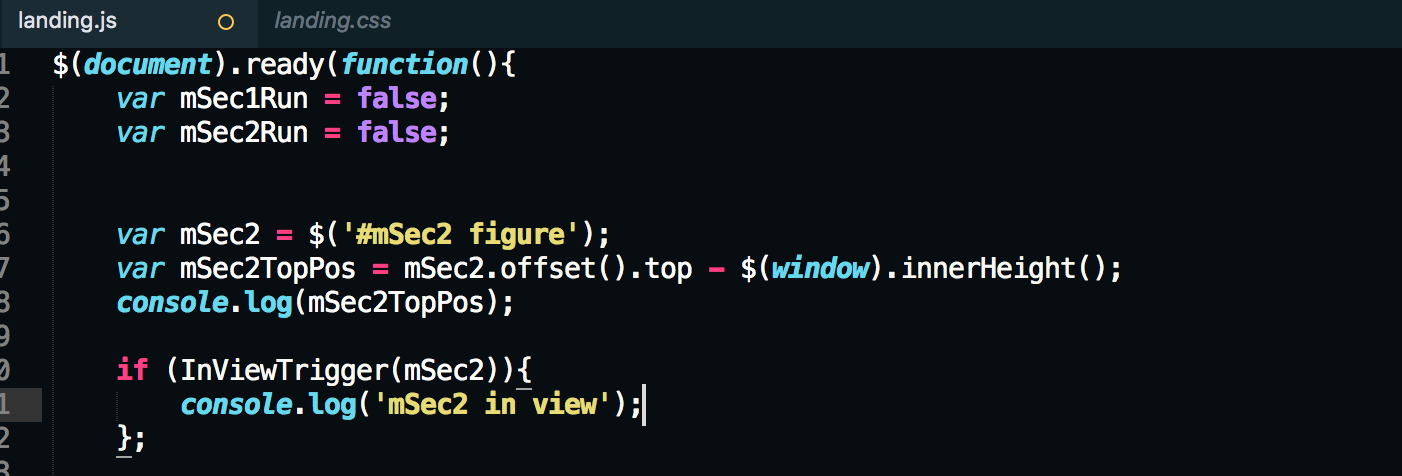 landing.js landing.css
1 $(document).ready(function(){
2 var mSec1Run = false;
3 var mSec2Run = false;
4
5
6 var mSec2 = $('#mSec2 figure');
7 var mSec2TopPos = mSec2.offset().top - $(window).innerHeight();
8 console.log(mSec2TopPos);
9
0 if (InViewTrigger(mSec2)){
1 console.log('mSec2 in view');
2 };
3